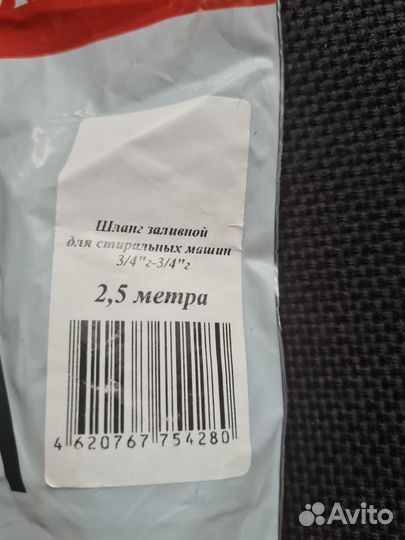 Шланг заливной
для стиральных машин
3/4"г-3/4"г
2,5 метра
4 620767 754280
Avito